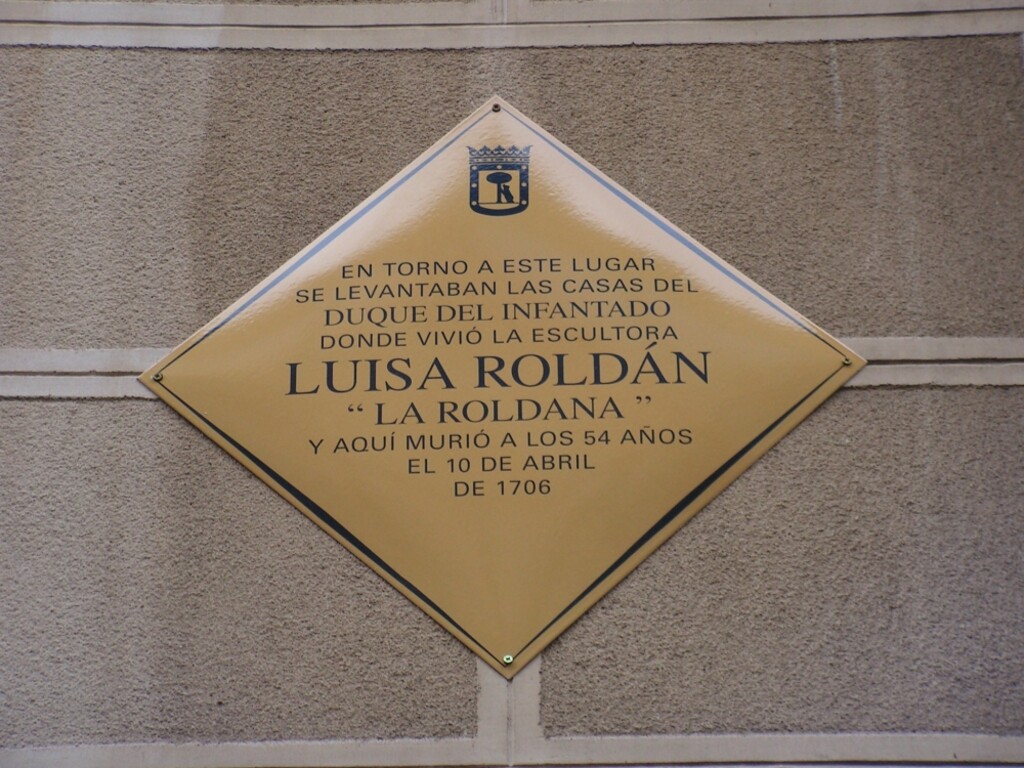 EN TORNO A ESTE LUGAR
SE LEVANTABAN LAS CASAS DEL
DUQUE DEL INFANTADO
DONDE VIVIÓ LA ESCULTORA
LUISA ROLDÁN
“ LA ROLDANA ”
Y AQUÍ MURIÓ A LOS 54 AÑOS
EL 10 DE ABRIL
DE 1706